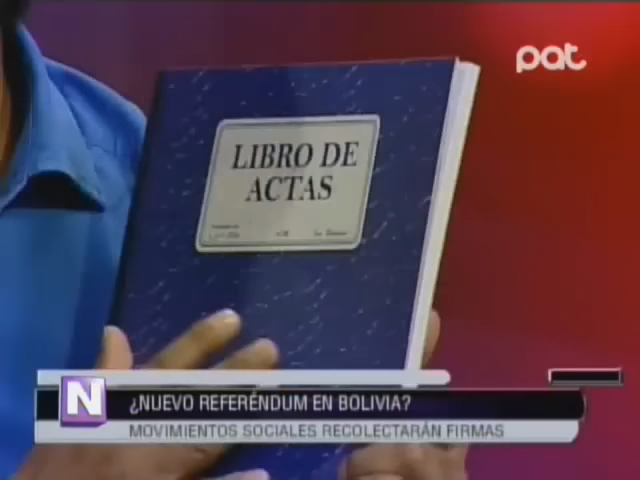 pat
LIBRO DE
ACTAS
N
¿NUEVO REFERÉNDUM EN BOLIVIA?
MOVIMIENTOS SOCIALES RECOLECTARÁN FIRMAS